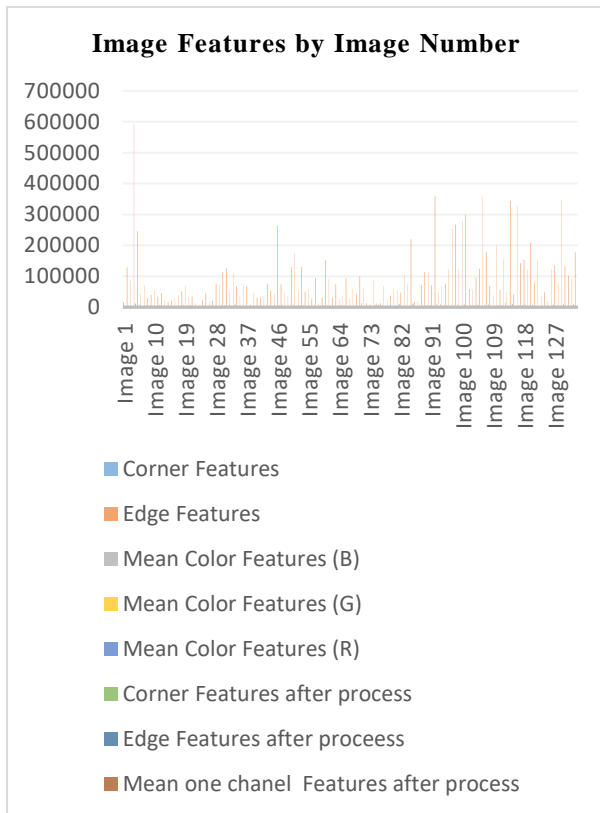 Image Features by Image Number
700000
600000
500000
400000
300000
200000
100000
0
Image 1
Image 10
Image 19
Image 28
Image 37
Image 46
Image 55
Image 64
Image 73
Image 82
Image 91
Image 100
Image 109
Image 118
Image 127
Corner Features
Edge Features
Mean Color Features (B)
Mean Color Features (G)
Mean Color Features (R)
Corner Features after process
Edge Features after proceess
Mean one chanel  Features after process